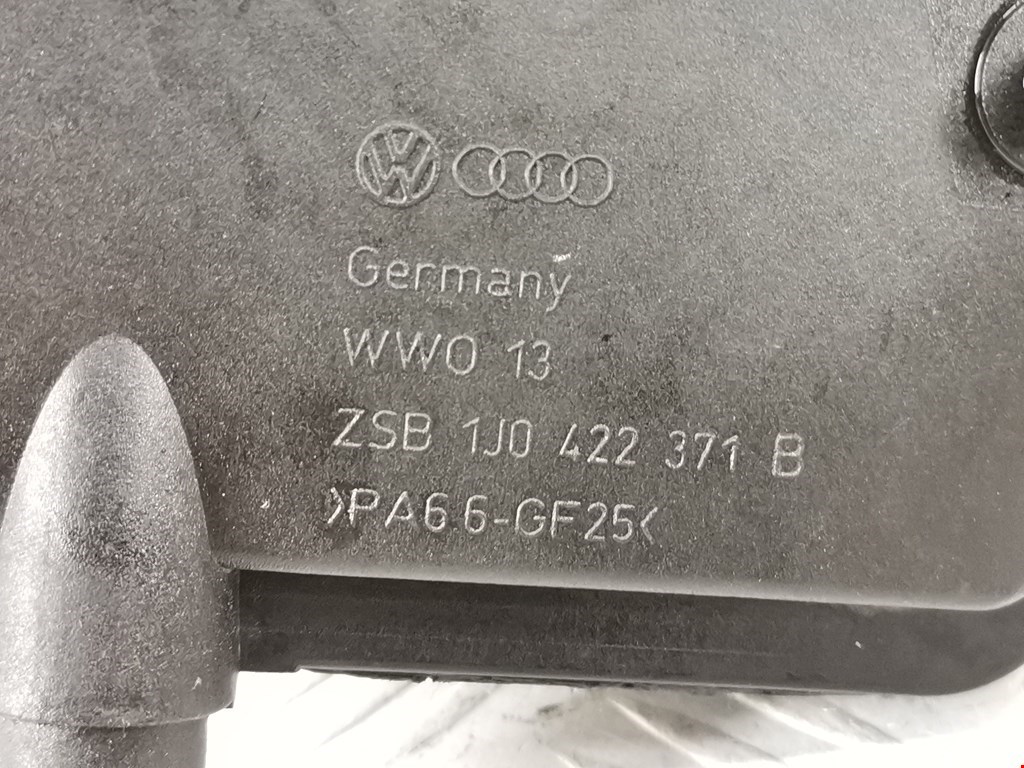 Germany
WWO 13
ZSB 1J0 422 371 B
>PA6.6-GF25<